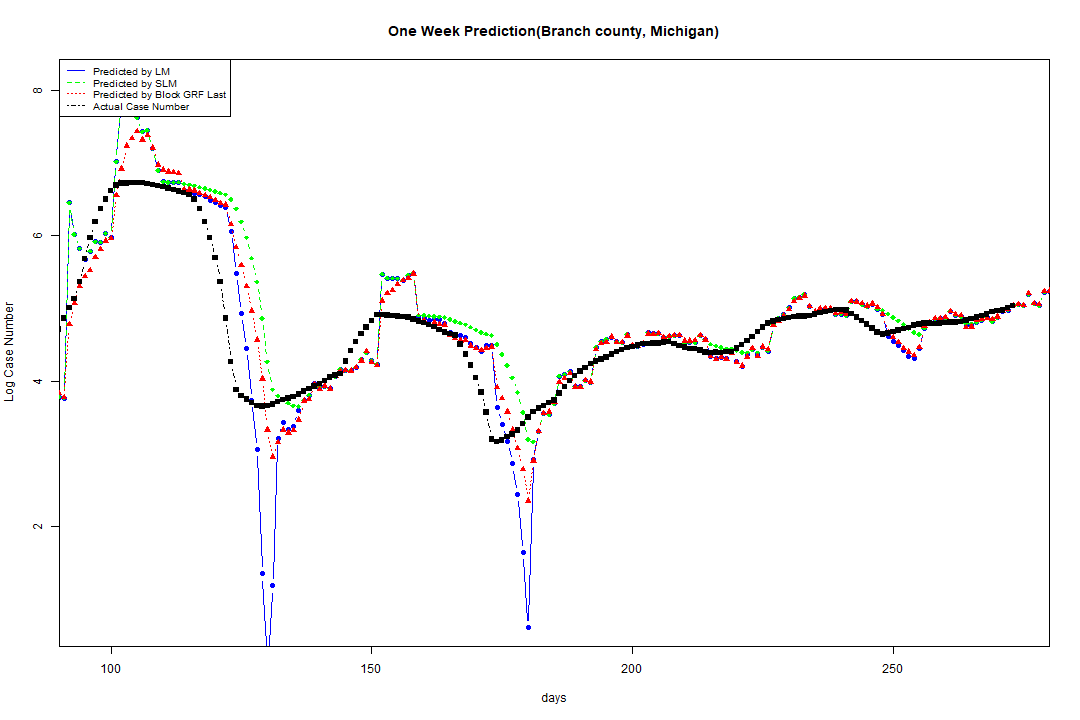 One Week Prediction(Branch county, Michigan)
Predicted by LM
Predicted by SLM
Predicted by Block GRF Last
Actual Case Number
8
6
4
2
Log Case Number
100 150 200 250
days